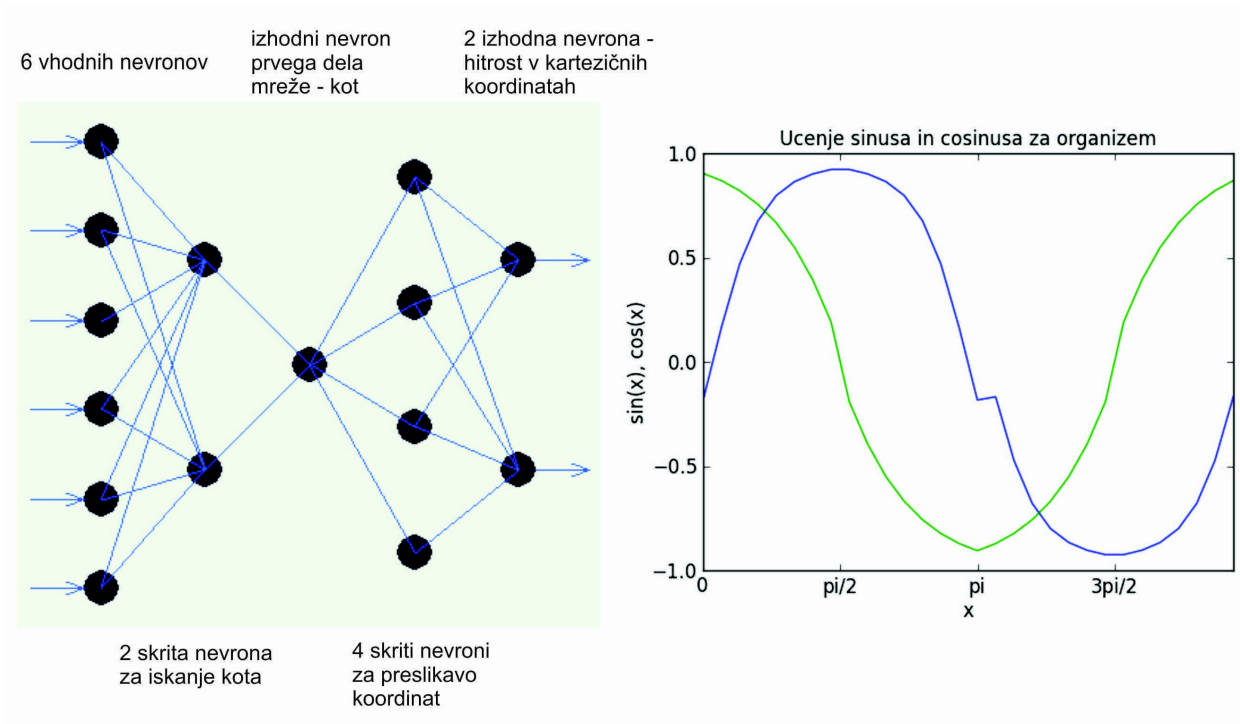 6 vhodnih nevronov
izhodni nevron
prvega dela
mreže - kot
2 izhodna nevrona -
hitrost v kartezičnih
koordinatah
2 skrita nevrona
za iskanje kota
4 skriti nevroni
za preslikavo
koordinat
Ucenje sinusa in cosinusa za organizem
sin(x), cos(x)
1.0
0.5
0.0
−0.5
−1.0
0
pi/2
pi
3pi/2
x